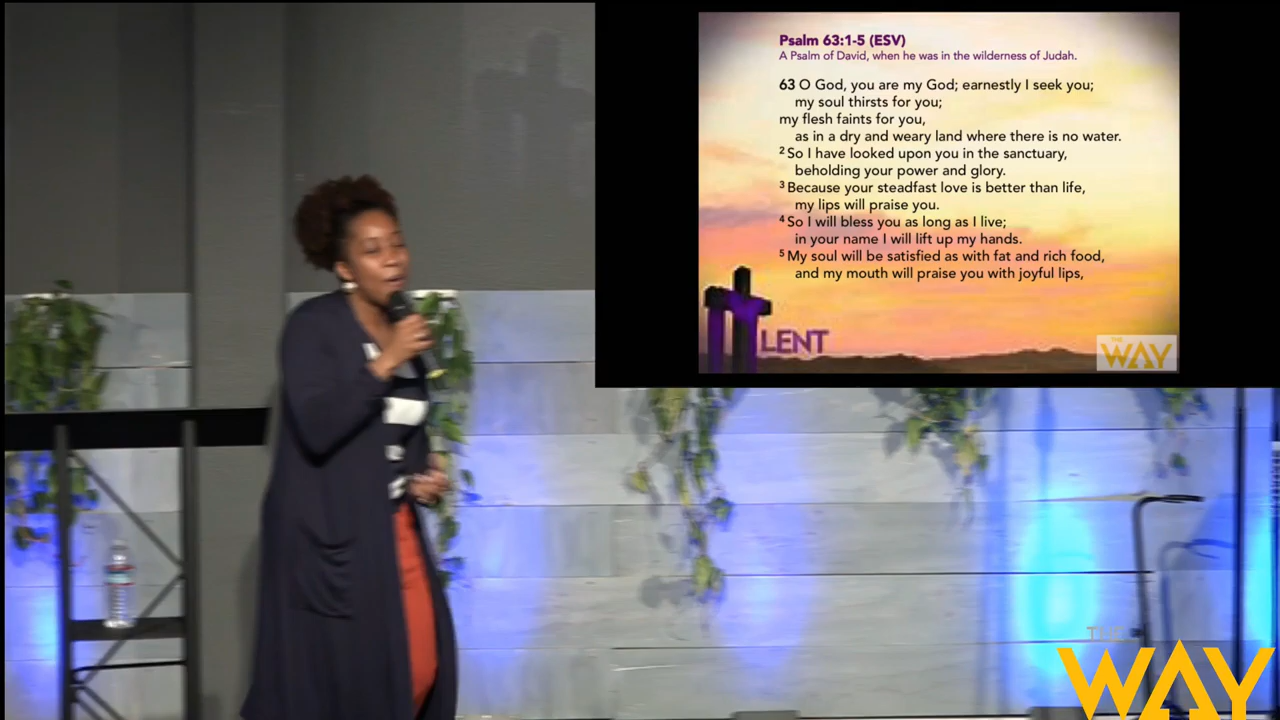 Psalm 63:1-5 (ESV)
A Psalm of David, when he was in the wilderness of Judah.
63 O God, you are my God; earnestly I seek you;
my soul thirsts for you;
my flesh faints for you,
as in a dry and weary land where there is no water.
2 So I have looked upon you in the sanctuary,
beholding your power and glory.
3 Because your steadfast love is better than life,
my lips will praise you.
4 So I will bless you as long as I live;
in your name I will lift up my hands.
5 My soul will be satisfied as with fat and rich food,
and my mouth will praise you with joyful lips,
LENT
THE
WAY
THE
WAY